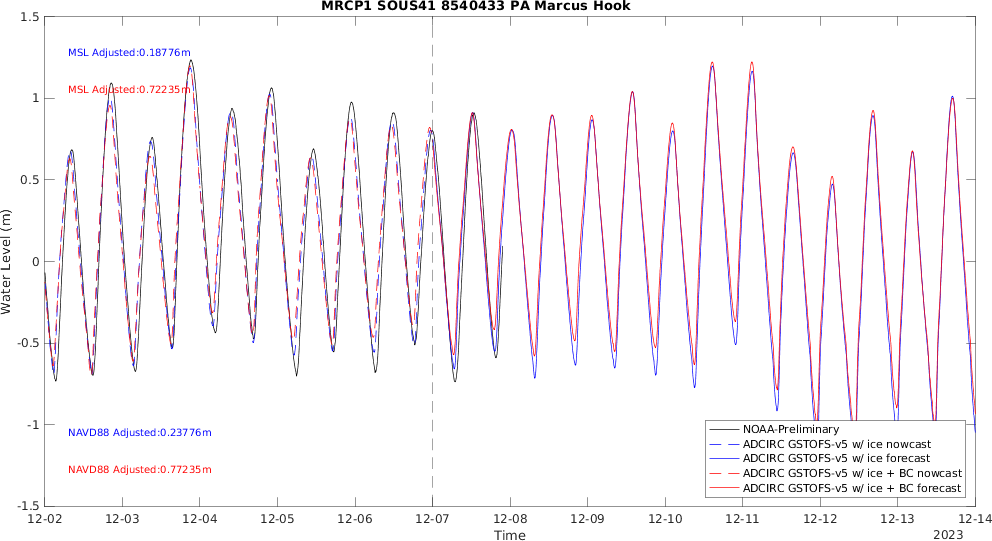 MRCP1 SOUS41 8540433 PA Marcus Hook
1.5
1
0.5
0
-0.5
-1
-1.5
Water Level (m)
MSL Adjusted:0.18776m
MSL Adjusted:0.72235m
NAVD88 Adjusted:0.23776m
NAVD88 Adjusted:0.77235m
NOAA-Preliminary
ADCIRC GSTOFS-v5 w/ ice nowcast
ADCIRC GSTOFS-v5 w/ ice forecast
ADCIRC GSTOFS-v5 w/ ice + BC nowcast
ADCIRC GSTOFS-v5 w/ ice + BC forecast
12-02 12-03 12-04 12-05 12-06 12-07 12-08 12-09 12-10 12-11 12-12 12-13 12-14
Time
2023